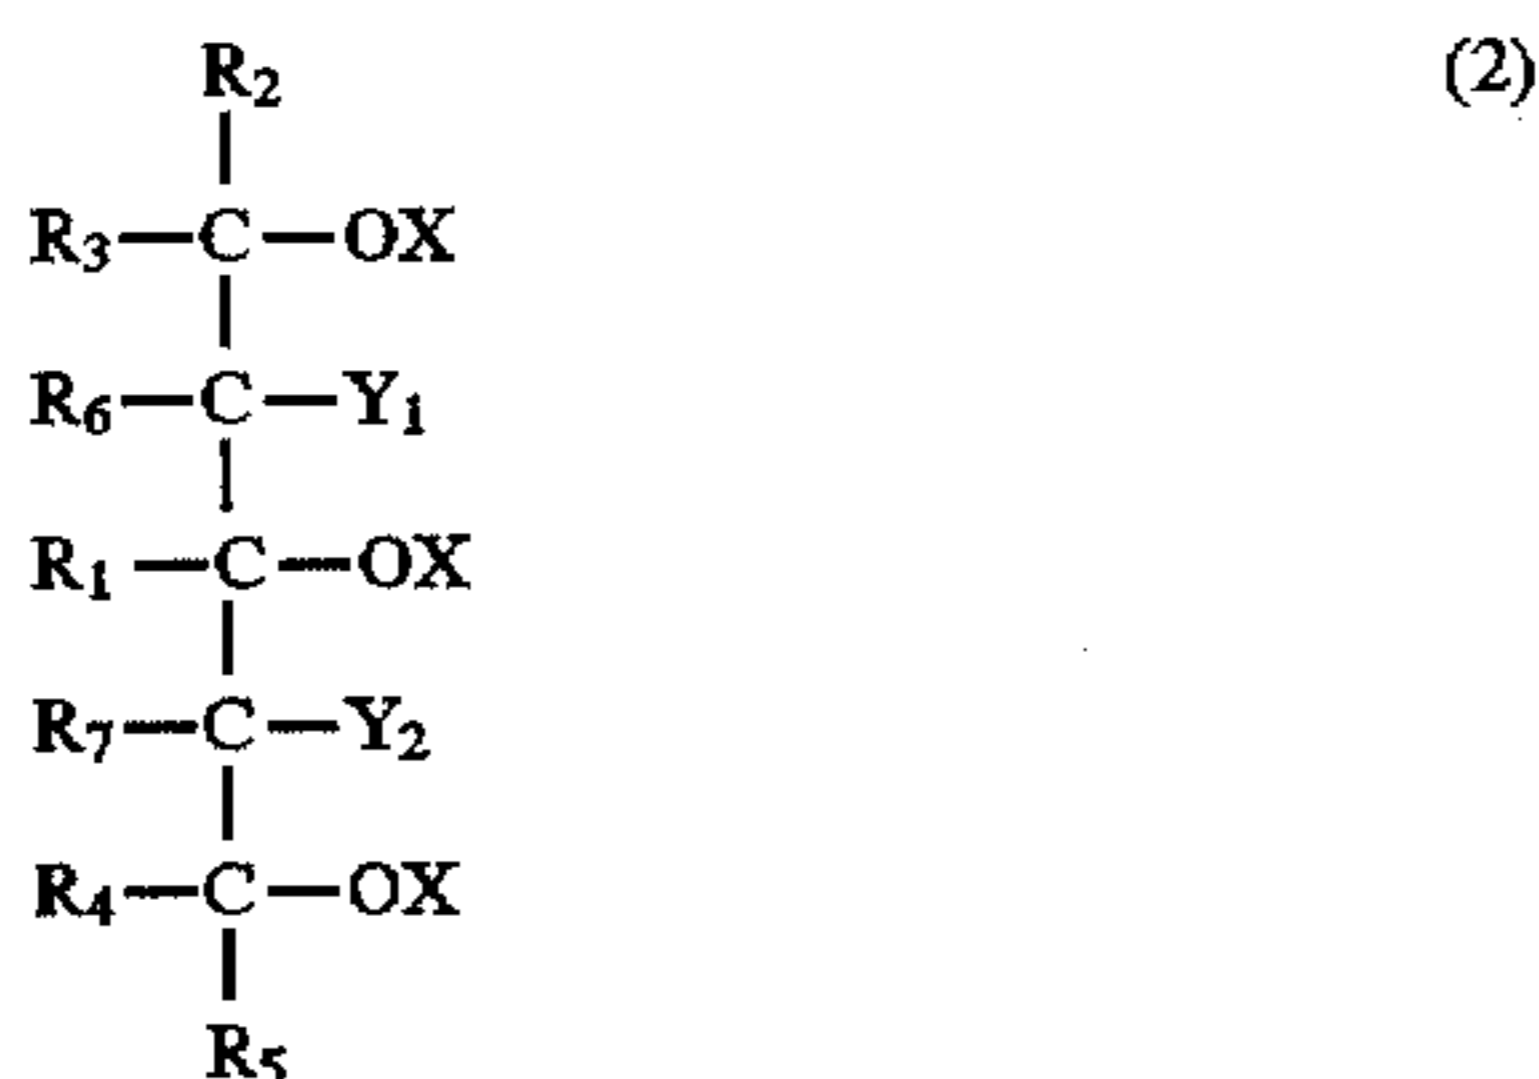 R2 (2)
R3—C—OX
R6—C—Y1
R1—C—OX
R7—C—Y2
R4—C—OX
R5